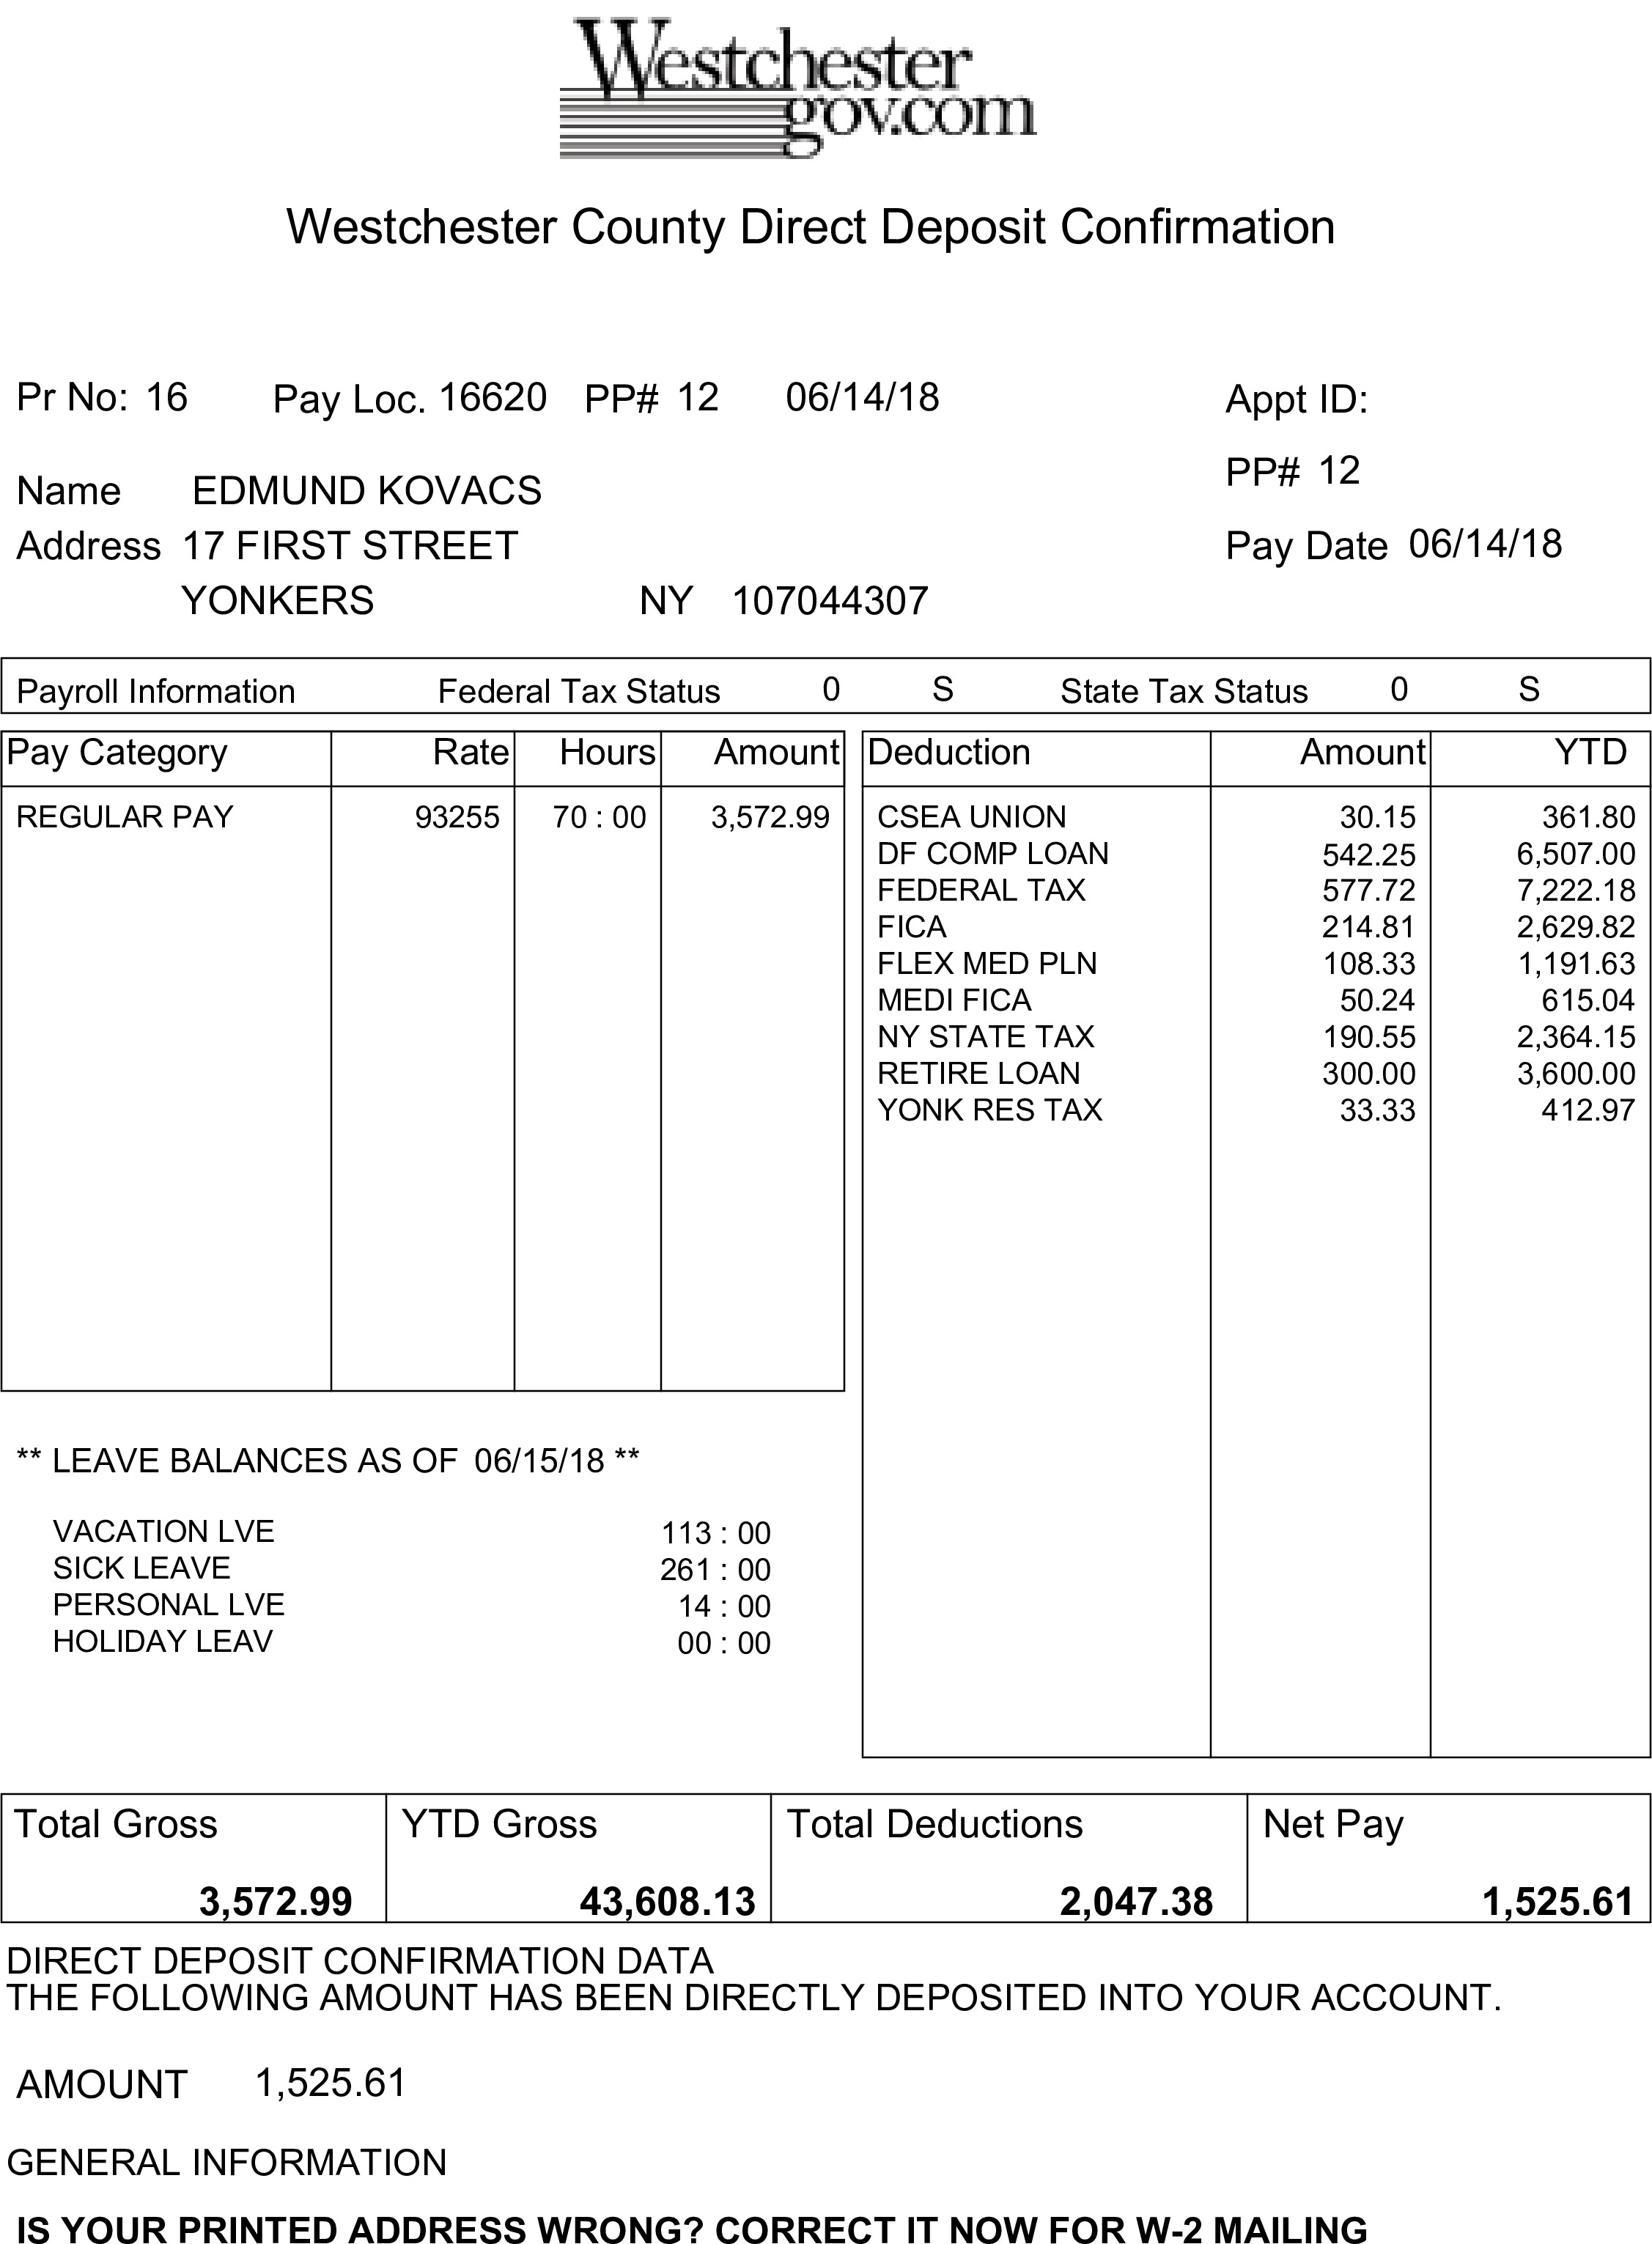 Westchester
gov.com
Westchester County Direct Deposit Confirmation
Pr No: 16 Pay Loc. 16620 PP# 12 06/14/18 Appt ID:
PP# 12
Name EDMUND KOVACS
Address 17 FIRST STREET Pay Date 06/14/18
YONKERS NY 107044307
Payroll Information Federal Tax Status 0 S State Tax Status 0 S
Pay Category Rate Hours Amount
REGULAR PAY 93255 70 : 00 3,572.99
Deduction Amount YTD
CSEA UNION 30.15 361.80
DF COMP LOAN 542.25 6,507.00
FEDERAL TAX 577.72 7,222.18
FICA 214.81 2,629.82
FLEX MED PLN 108.33 1,191.63
MEDI FICA 50.24 615.04
NY STATE TAX 190.55 2,364.15
RETIRE LOAN 300.00 3,600.00
YONK RES TAX 33.33 412.97
** LEAVE BALANCES AS OF 06/15/18 **
VACATION LVE 113 : 00
SICK LEAVE 261 : 00
PERSONAL LVE 14 : 00
HOLIDAY LEAV 00 : 00
Total Gross YTD Gross Total Deductions Net Pay
3,572.99 43,608.13 2,047.38 1,525.61
DIRECT DEPOSIT CONFIRMATION DATA
THE FOLLOWING AMOUNT HAS BEEN DIRECTLY DEPOSITED INTO YOUR ACCOUNT.
AMOUNT 1,525.61
GENERAL INFORMATION
IS YOUR PRINTED ADDRESS WRONG? CORRECT IT NOW FOR W-2 MAILING